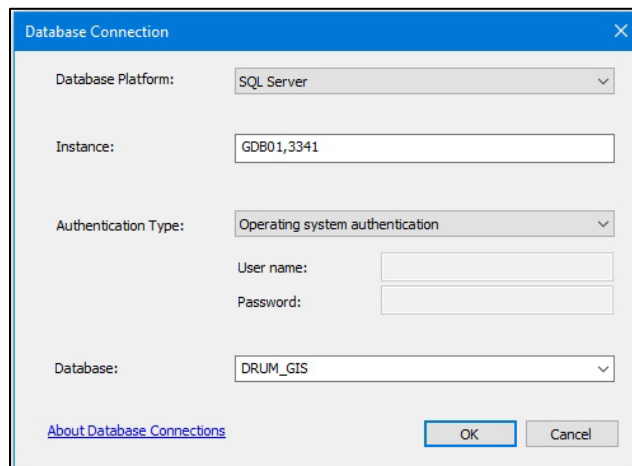 Database Connection
Database Platform: SQL Server
Instance: GDB01,3341
Authentication Type: Operating system authentication
User name:
Password:
Database: DRUM_GIS
About Database Connections OK Cancel